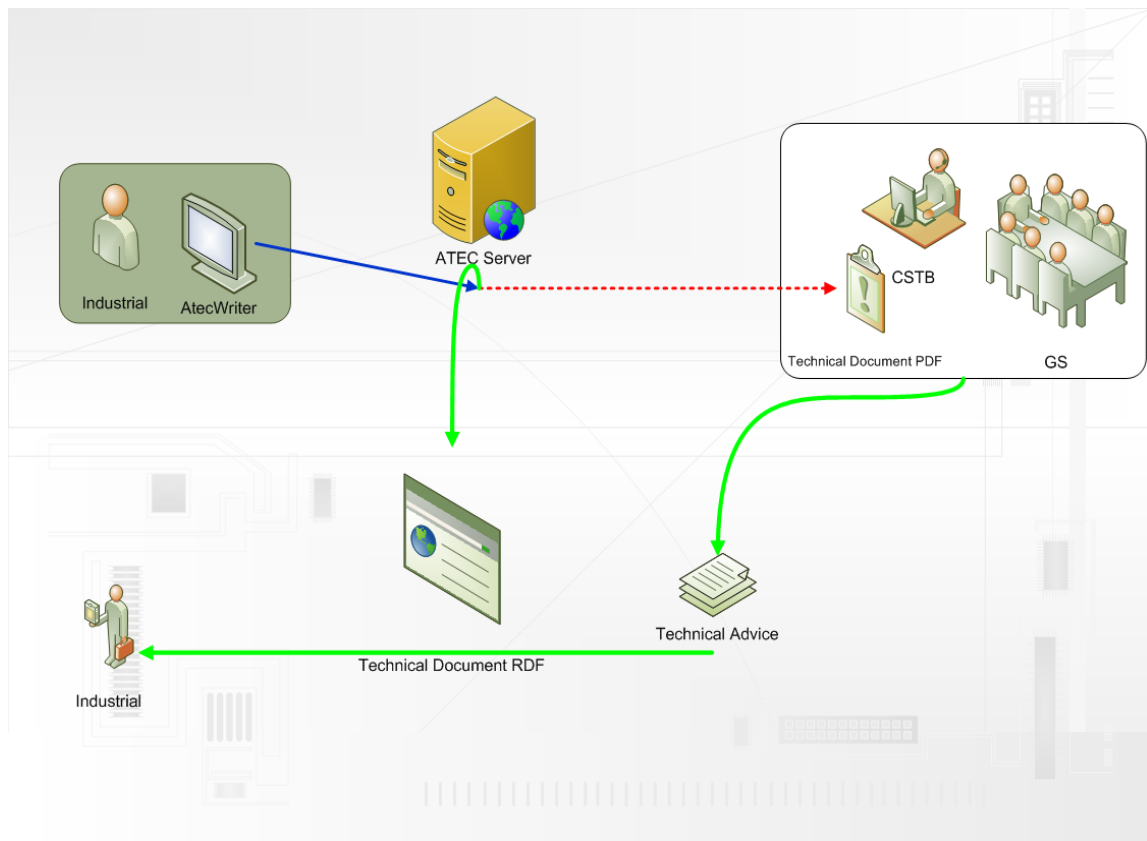 ATEC Server
Industrial
AtecWriter
CSTB
Technical Document PDF
GS
Technical Advice
Technical Document RDF
Industrial